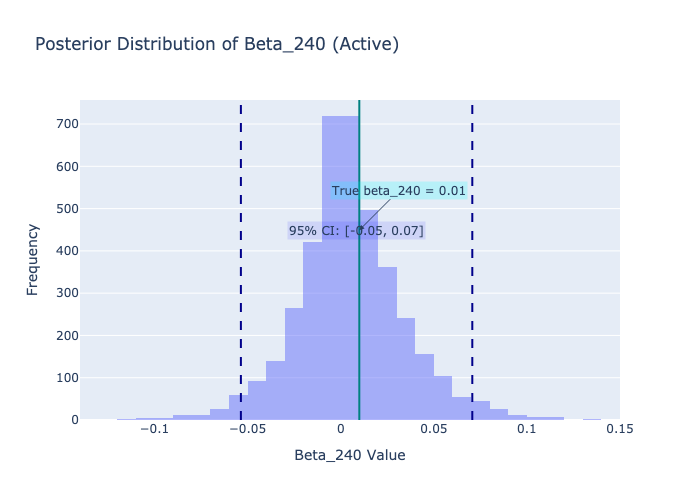 Posterior Distribution of Beta_240 (Active)
700
600
500
400
300
200
100
0
Frequency
True beta_240 = 0.01
95% CI: [-0.05, 0.07]
−0.1
−0.05
0
0.05
0.1
0.15
Beta_240 Value